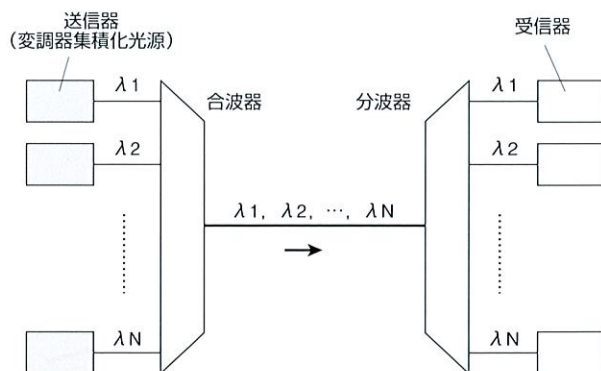 送信器
(変調器集積化光源)
受信器
λ1
合波器
分波器
λ1
λ2
λ2
λ1, λ2, …, λN
λN
λN